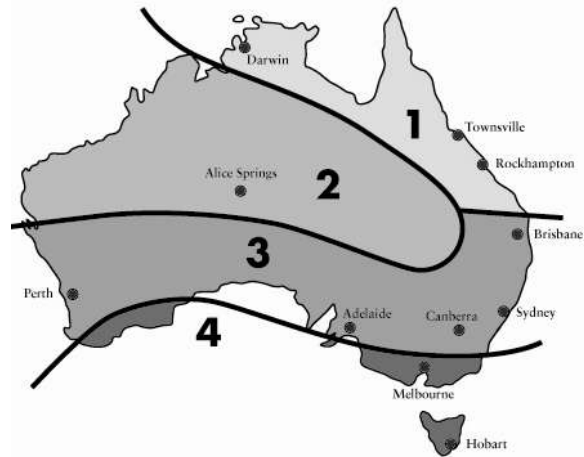 Darwin
1
Townsville
Rockhampton
Alice Springs
2
Brisbane
3
Perth
4
Adelaide
Canberra
Sydney
Melbourne
Hobart